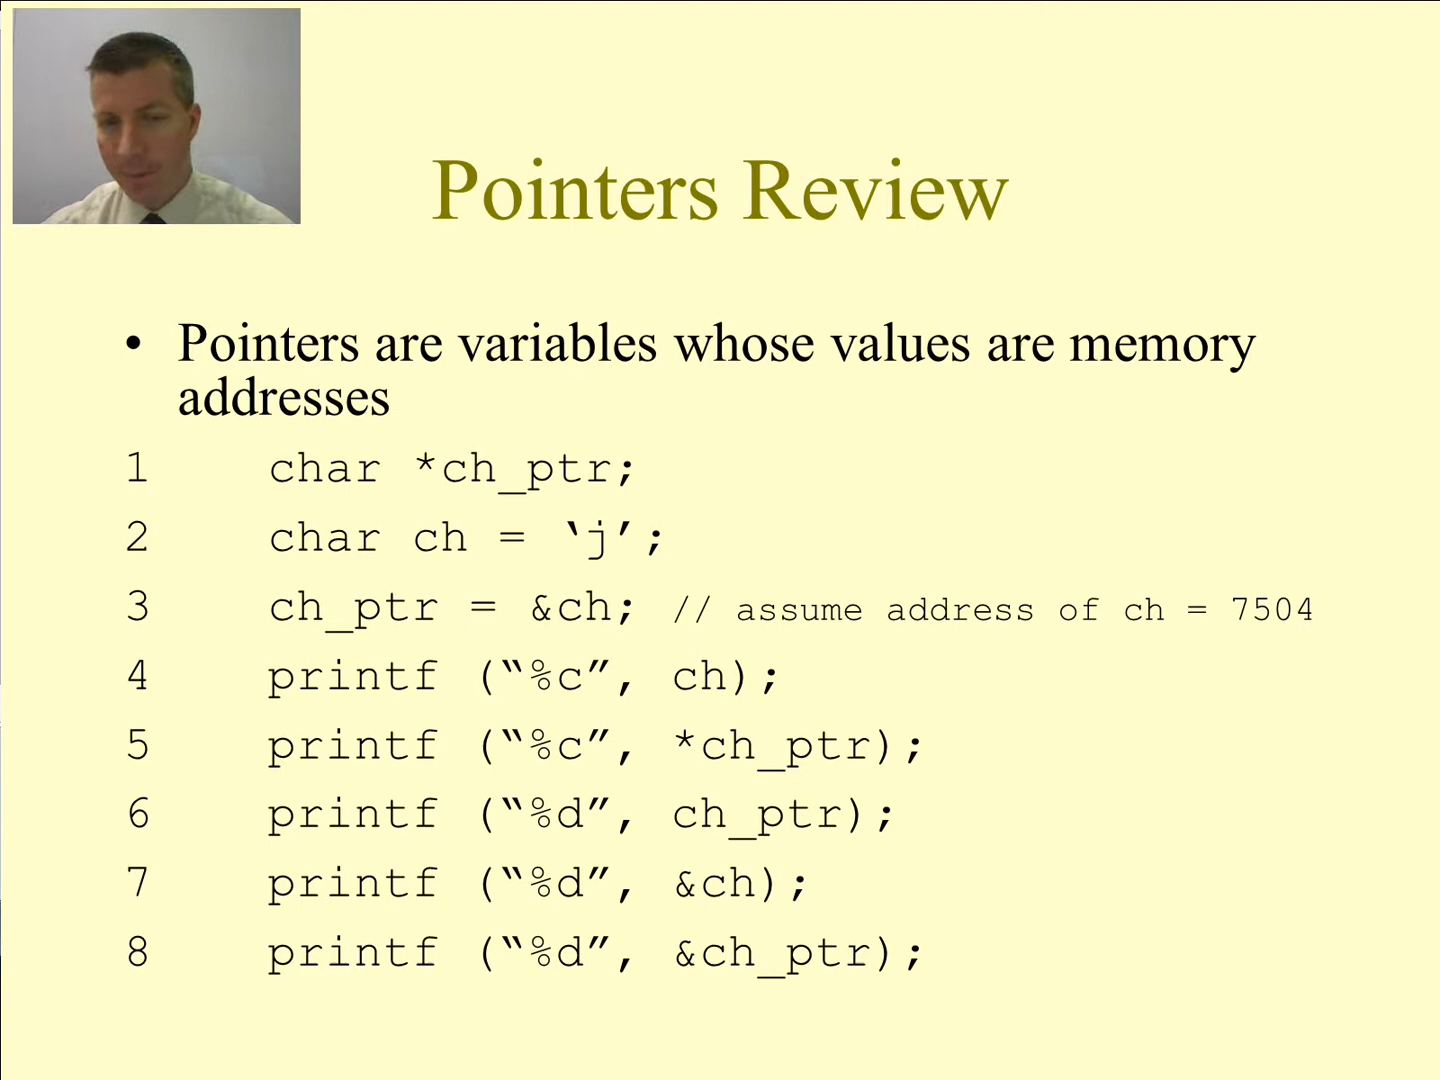 Pointers Review
• Pointers are variables whose values are memory
addresses
1 char *ch_ptr;
2 char ch = ‘j’;
3 ch_ptr = &ch; // assume address of ch = 7504
4 printf (“%c”, ch);
5 printf (“%c”, *ch_ptr);
6 printf (“%d”, ch_ptr);
7 printf (“%d”, &ch);
8 printf (“%d”, &ch_ptr);